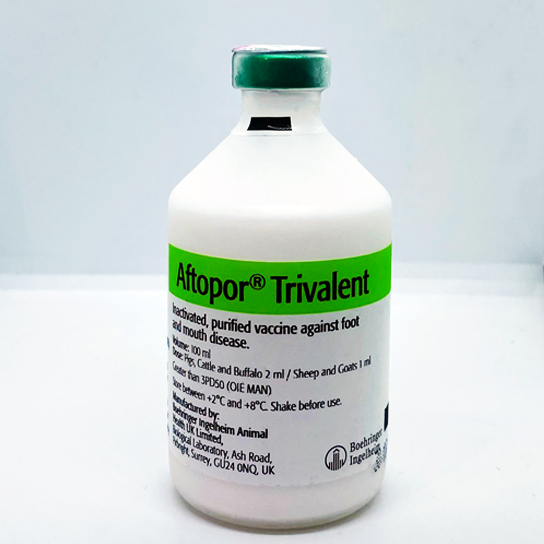 Aftopor® Trivalent
Inactivated, purified vaccine against foot
and mouth disease.
Volume: 100 ml
Dose: Pigs, Cattle and Buffalo 2 ml / Sheep and Goats 1 ml
Greater than 3PD50 (OIE MAN)
Store between +2°C and +8°C. Shake before use.
Manufactured by:
Boehringer Ingelheim Animal
Health UK Limited,
Biological Laboratory, Ash Road,
Pirbright, Surrey, GU24 0NQ, UK
Boehringer
Ingelheim